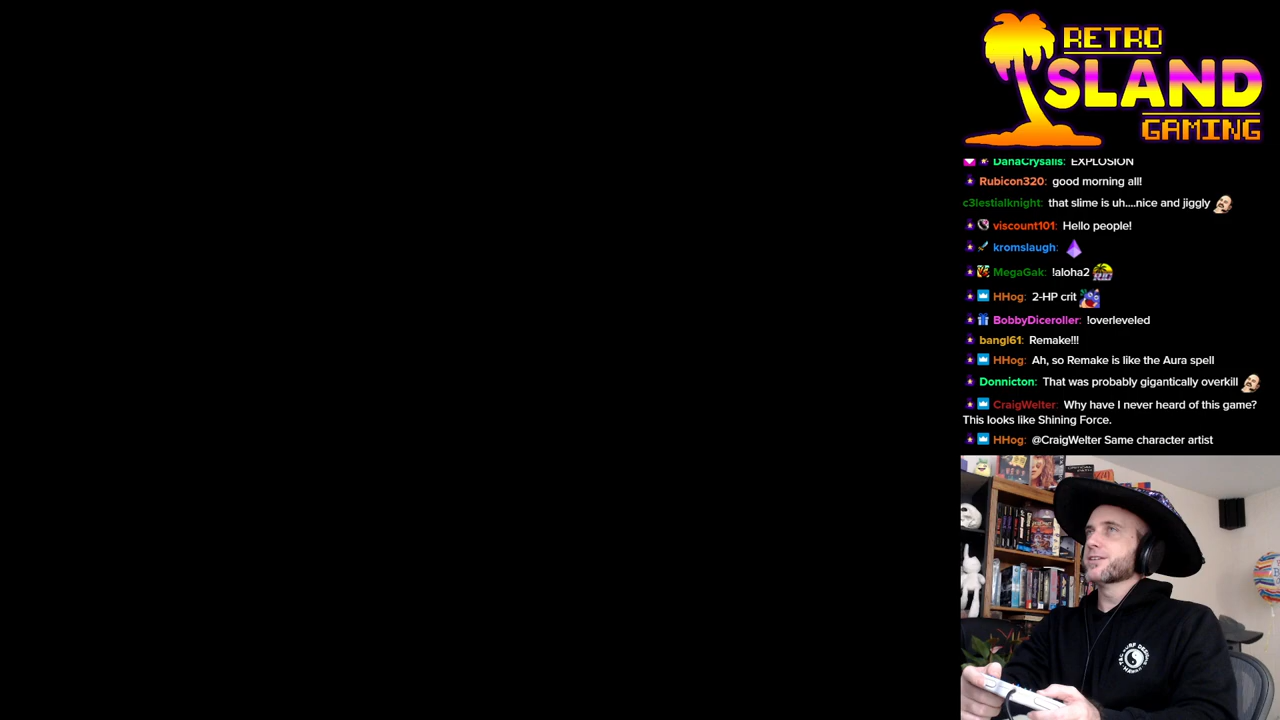 RETRO
ISLAND
GAMING
DanaCrysalis: EXPLOSION
Rubicon320: good morning all!
c3lestialknight: that slime is uh....nice and jiggly
viscount101: Hello people!
kromslaugh:
MegaGak: !aloha2
HHog: 2-HP crit
BobbyDiceroller: !overleveled
bangl61: Remake!!!
HHog: Ah, so Remake is like the Aura spell
Donnicton: That was probably gigantically overkill
CraigWelter: Why have I never heard of this game?
This looks like Shining Force.
HHog: @CraigWelter Same character artist